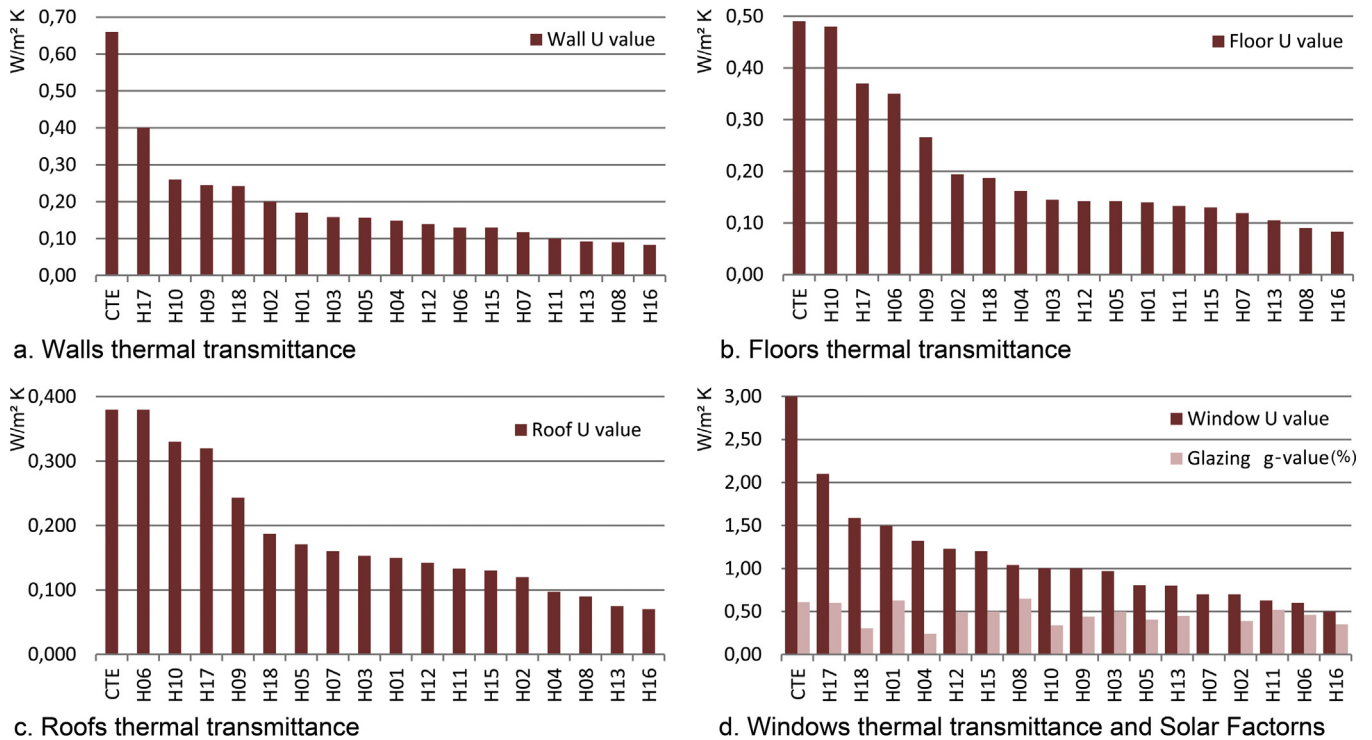 W/m² K
0,70
0,60
0,50
0,40
0,30
0,20
0,10
0,00
Wall U value
CTE H17 H10 H09 H18 H02 H01 H03 H05 H04 H12 H06 H15 H07 H11 H13 H08 H16
a. Walls thermal transmittance
W/m² K
0,50
0,40
0,30
0,20
0,10
0,00
Floor U value
CTE H10 H17 H06 H09 H02 H18 H04 H03 H12 H05 H01 H11 H15 H07 H13 H08 H16
b. Floors thermal transmittance
W/m² K
0,400
0,300
0,200
0,100
0,000
Roof U value
CTE H06 H10 H17 H09 H18 H05 H07 H03 H01 H12 H11 H15 H02 H04 H08 H13 H16
c. Roofs thermal transmittance
W/m² K
3,00
2,50
2,00
1,50
1,00
0,50
0,00
Window U value
Glazing g-value(%)
CTE H17 H18 H01 H04 H12 H15 H08 H10 H09 H03 H05 H13 H07 H02 H11 H06 H16
d. Windows thermal transmittance and Solar Factorns